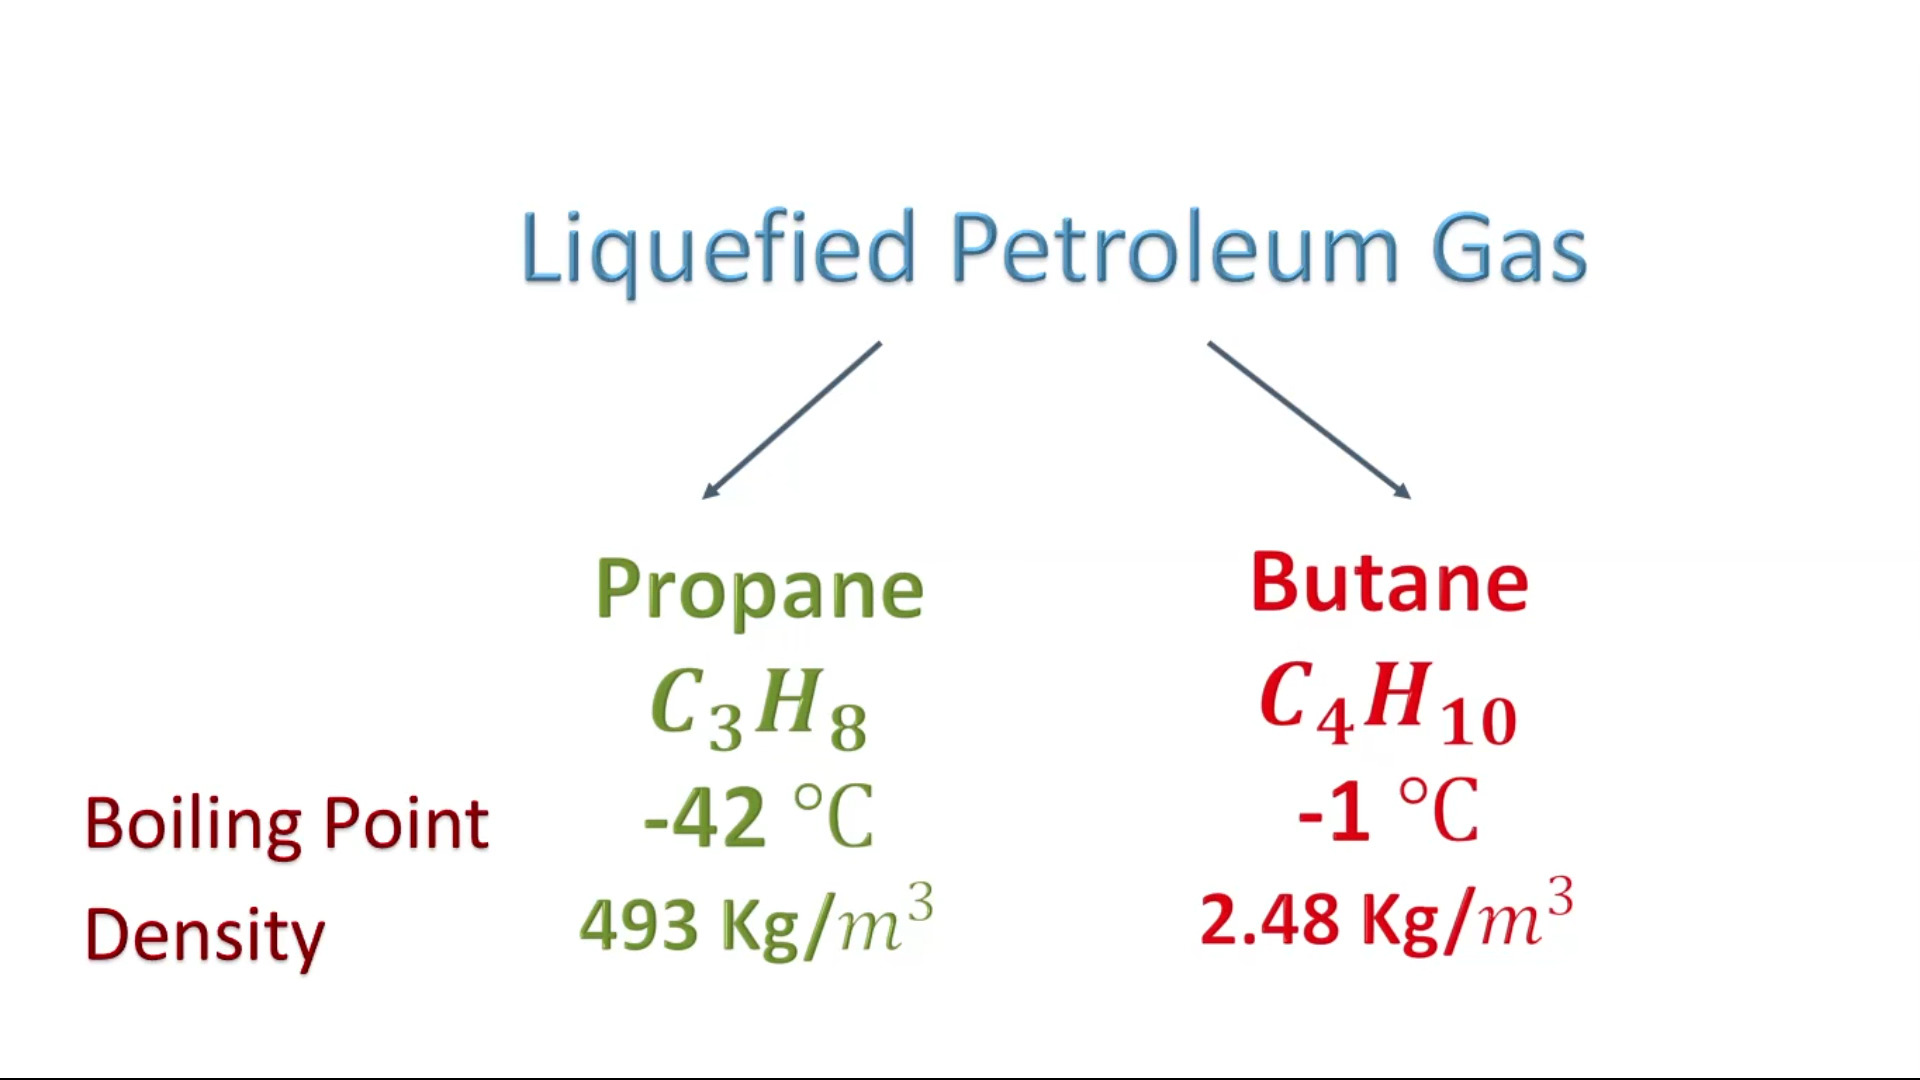 Liquefied Petroleum Gas
Propane
Butane
C₃H₈
C₄H₁₀
Boiling Point -42 °C -1 °C
Density 493 Kg/m³ 2.48 Kg/m³